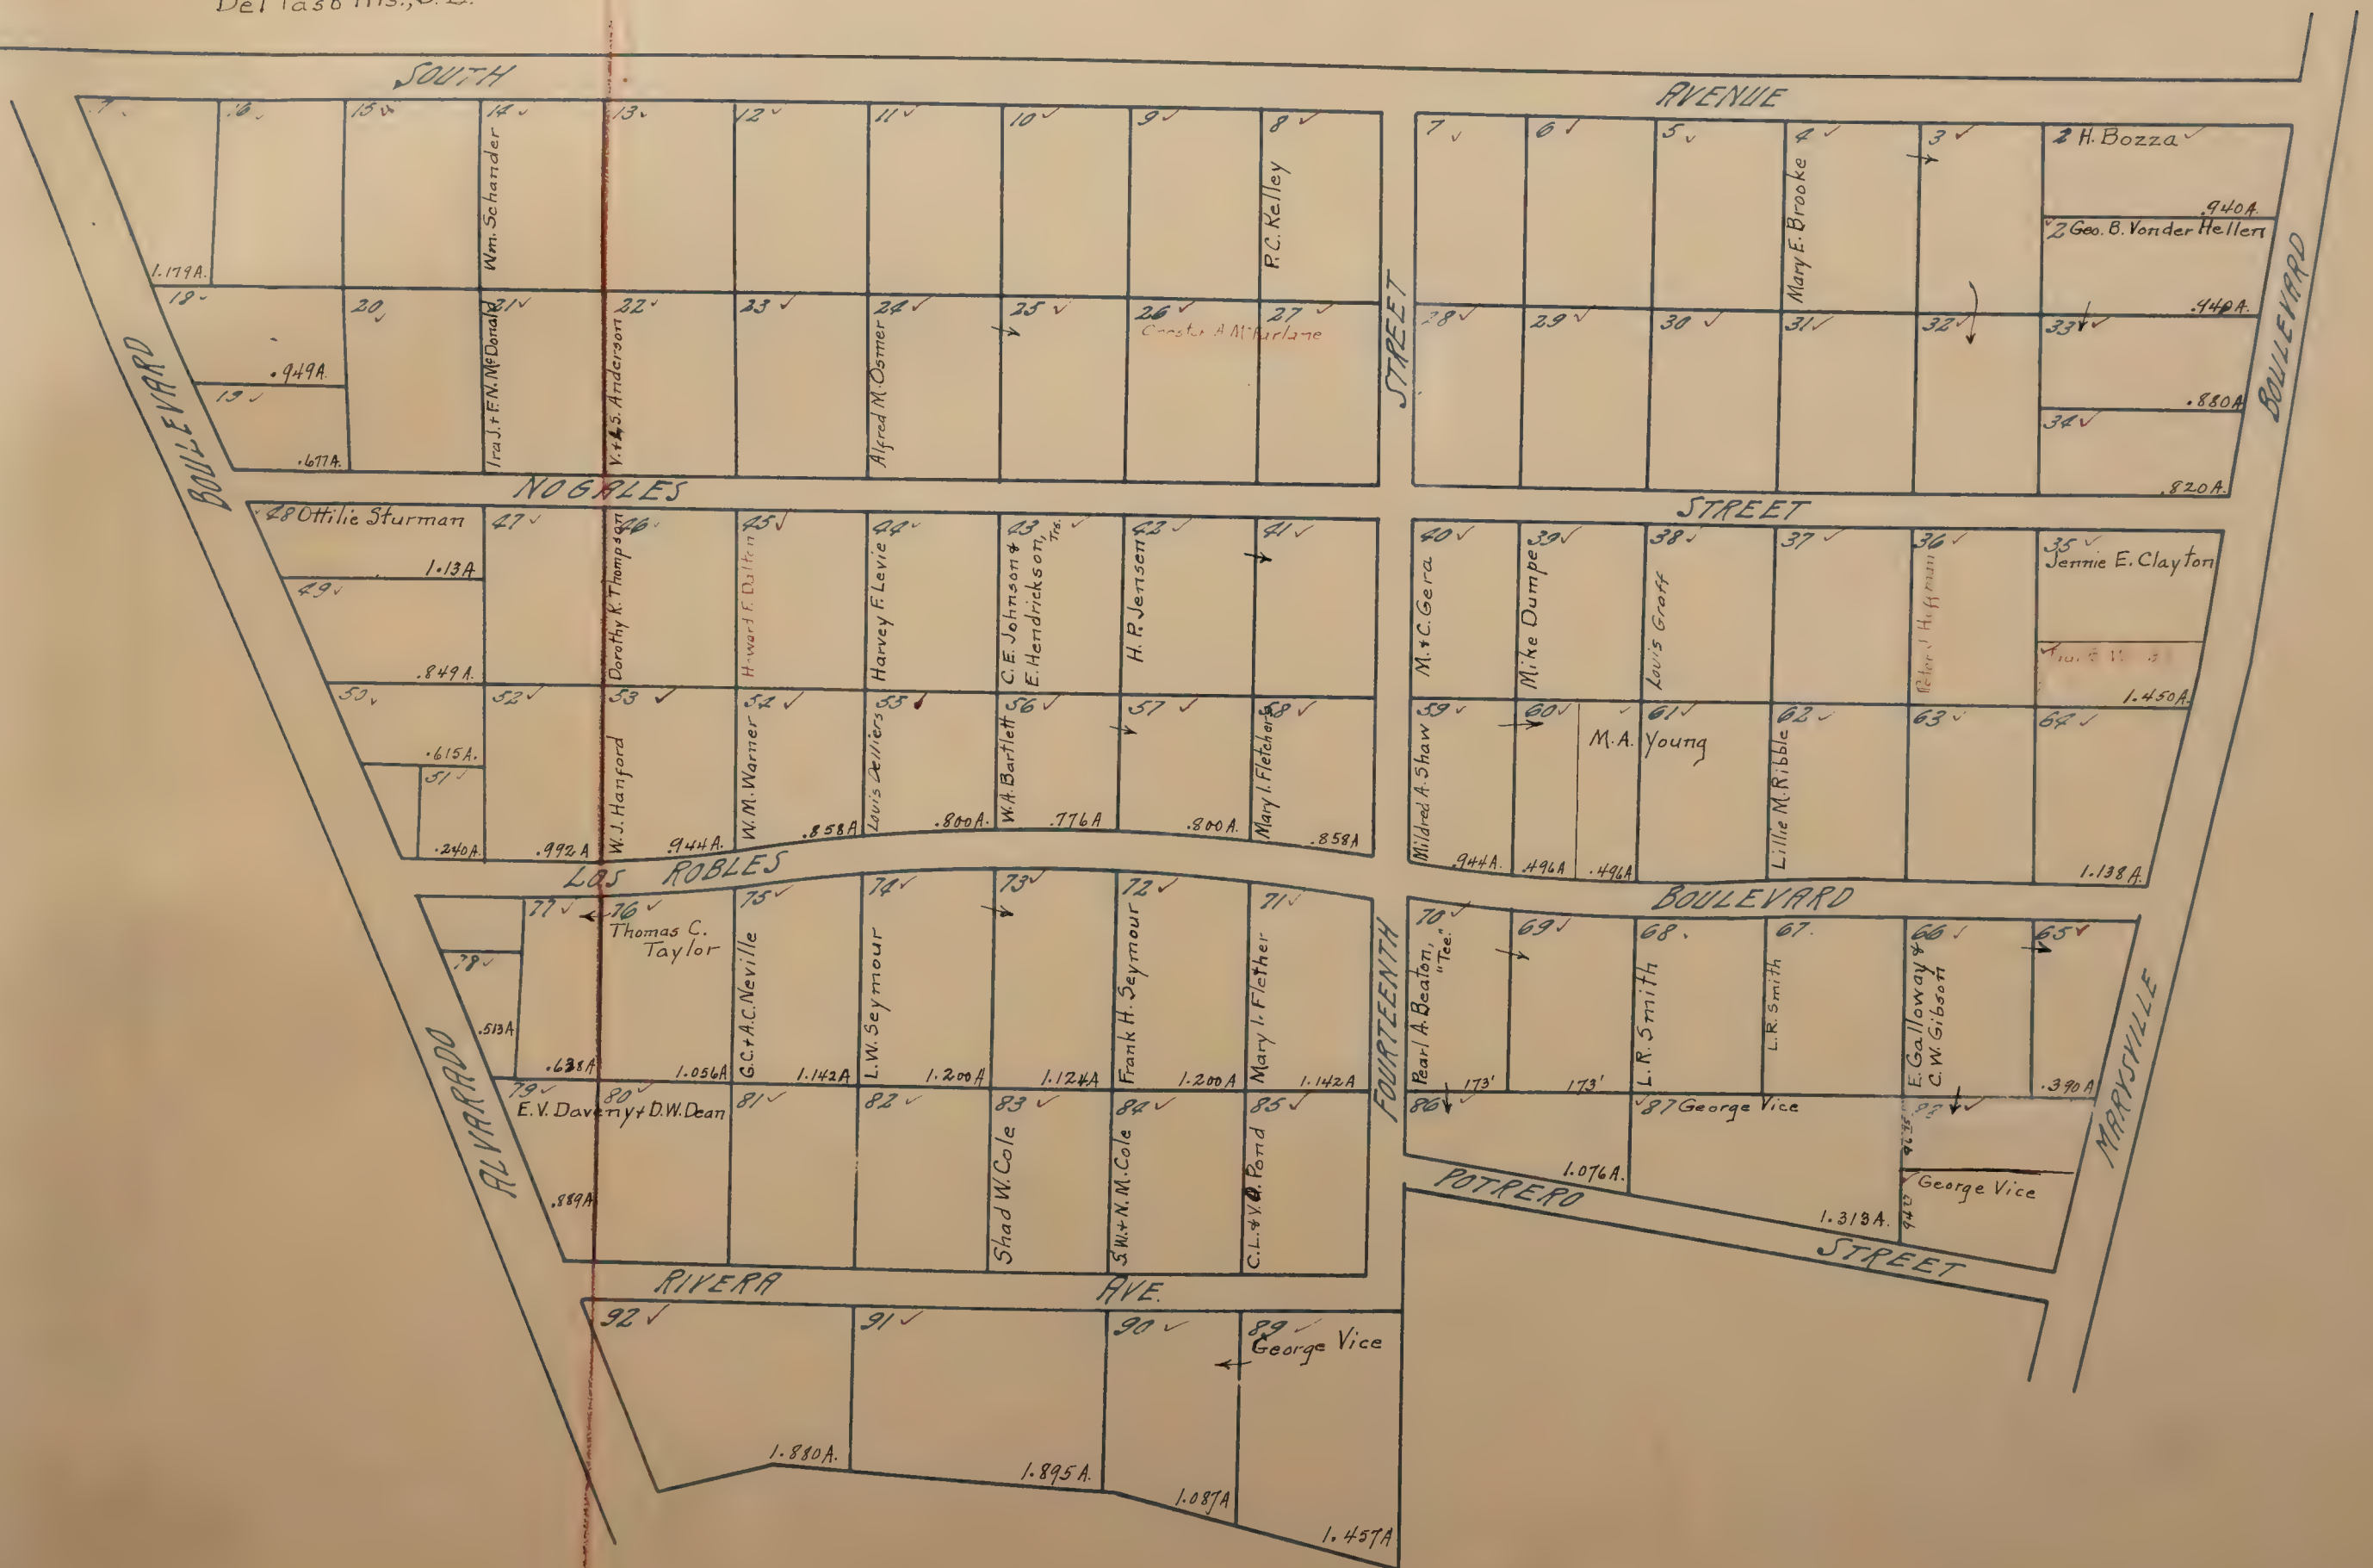 SOUTH AVENUE
16 15 14 13 12 11 10 9 8 7 6 5 4 3 2 H. Bozza
Wm. Schander
P.C. Kelley
Mary E. Brooke
.940A.
2 Geo. B. Vonder Hellen
1.179A.
.940A.
18 20 21 22 23 24 25 26 27 28 29 30 31 32 33
Ira J. + F.N. McDonald
V. + L.S. Anderson
Alfred M. Osmer
A McFarlane
.949A.
.880A
19
34
.677A.
.820A.
BOULEVARD
STREET
BOULEVARD
NOGALES STREET
48 Ottilie Sturman
47 46 45 44 43 42 41 40 39 38 37 36 35
Dorothy K. Thompson
Howard F. Dalton
Harvey F. Levie
C.E. Johnson &
E. Hendrickson, Trs.
H.P. Jensen
M. & C. Gera
Mike Dumpe
Louis Groff
Peter J. Hoffman
Jennie E. Clayton
1.13A
49
.849A.
1.450A.
50 52 53 54 55 56 57 58 59 60 61 62 63 64
W.J. Hanford
W.M. Warner
Louis Delliers
W.A. Bartlett
Mary I. Fletcher
Mildred A. Shaw
M.A. Young
Lillie M. Ribble
.615A.
51
.240A.
.992A
.944A.
.858A
.800A.
.776A
.800A.
.858A
.944A.
.496A
.496A
1.138A.
LOS ROBLES BOULEVARD
77 76 75 74 73 72 71 70 69 68. 67. 66 65
Thomas C.
Taylor
G.C. + A.C. Neville
L.W. Seymour
Frank H. Seymour
Mary I. Flether
Pearl A. Beaton,
"Tee."
L.R. Smith
L.R. Smith
E. Galloway &
C.W. Gibson
78
.513A
.638A
1.056A
1.142A
1.200A
1.124A
1.200A
1.142A
173'
173'
.390A
79 80 81 82 83 84 85 86 87 George Vice 88
E.V. Daveny + D.W. Dean
Shad W. Cole
S.W. + N.M. Cole
C.L. & V.A. Pond
George Vice
.889A
1.076A.
1.313A.
ALVARADO
FOURTEENTH
MARYSVILLE
POTRERO STREET
RIVERA AVE.
92 91 90 89
George Vice
1.880A.
1.895A.
1.087A
1.457A